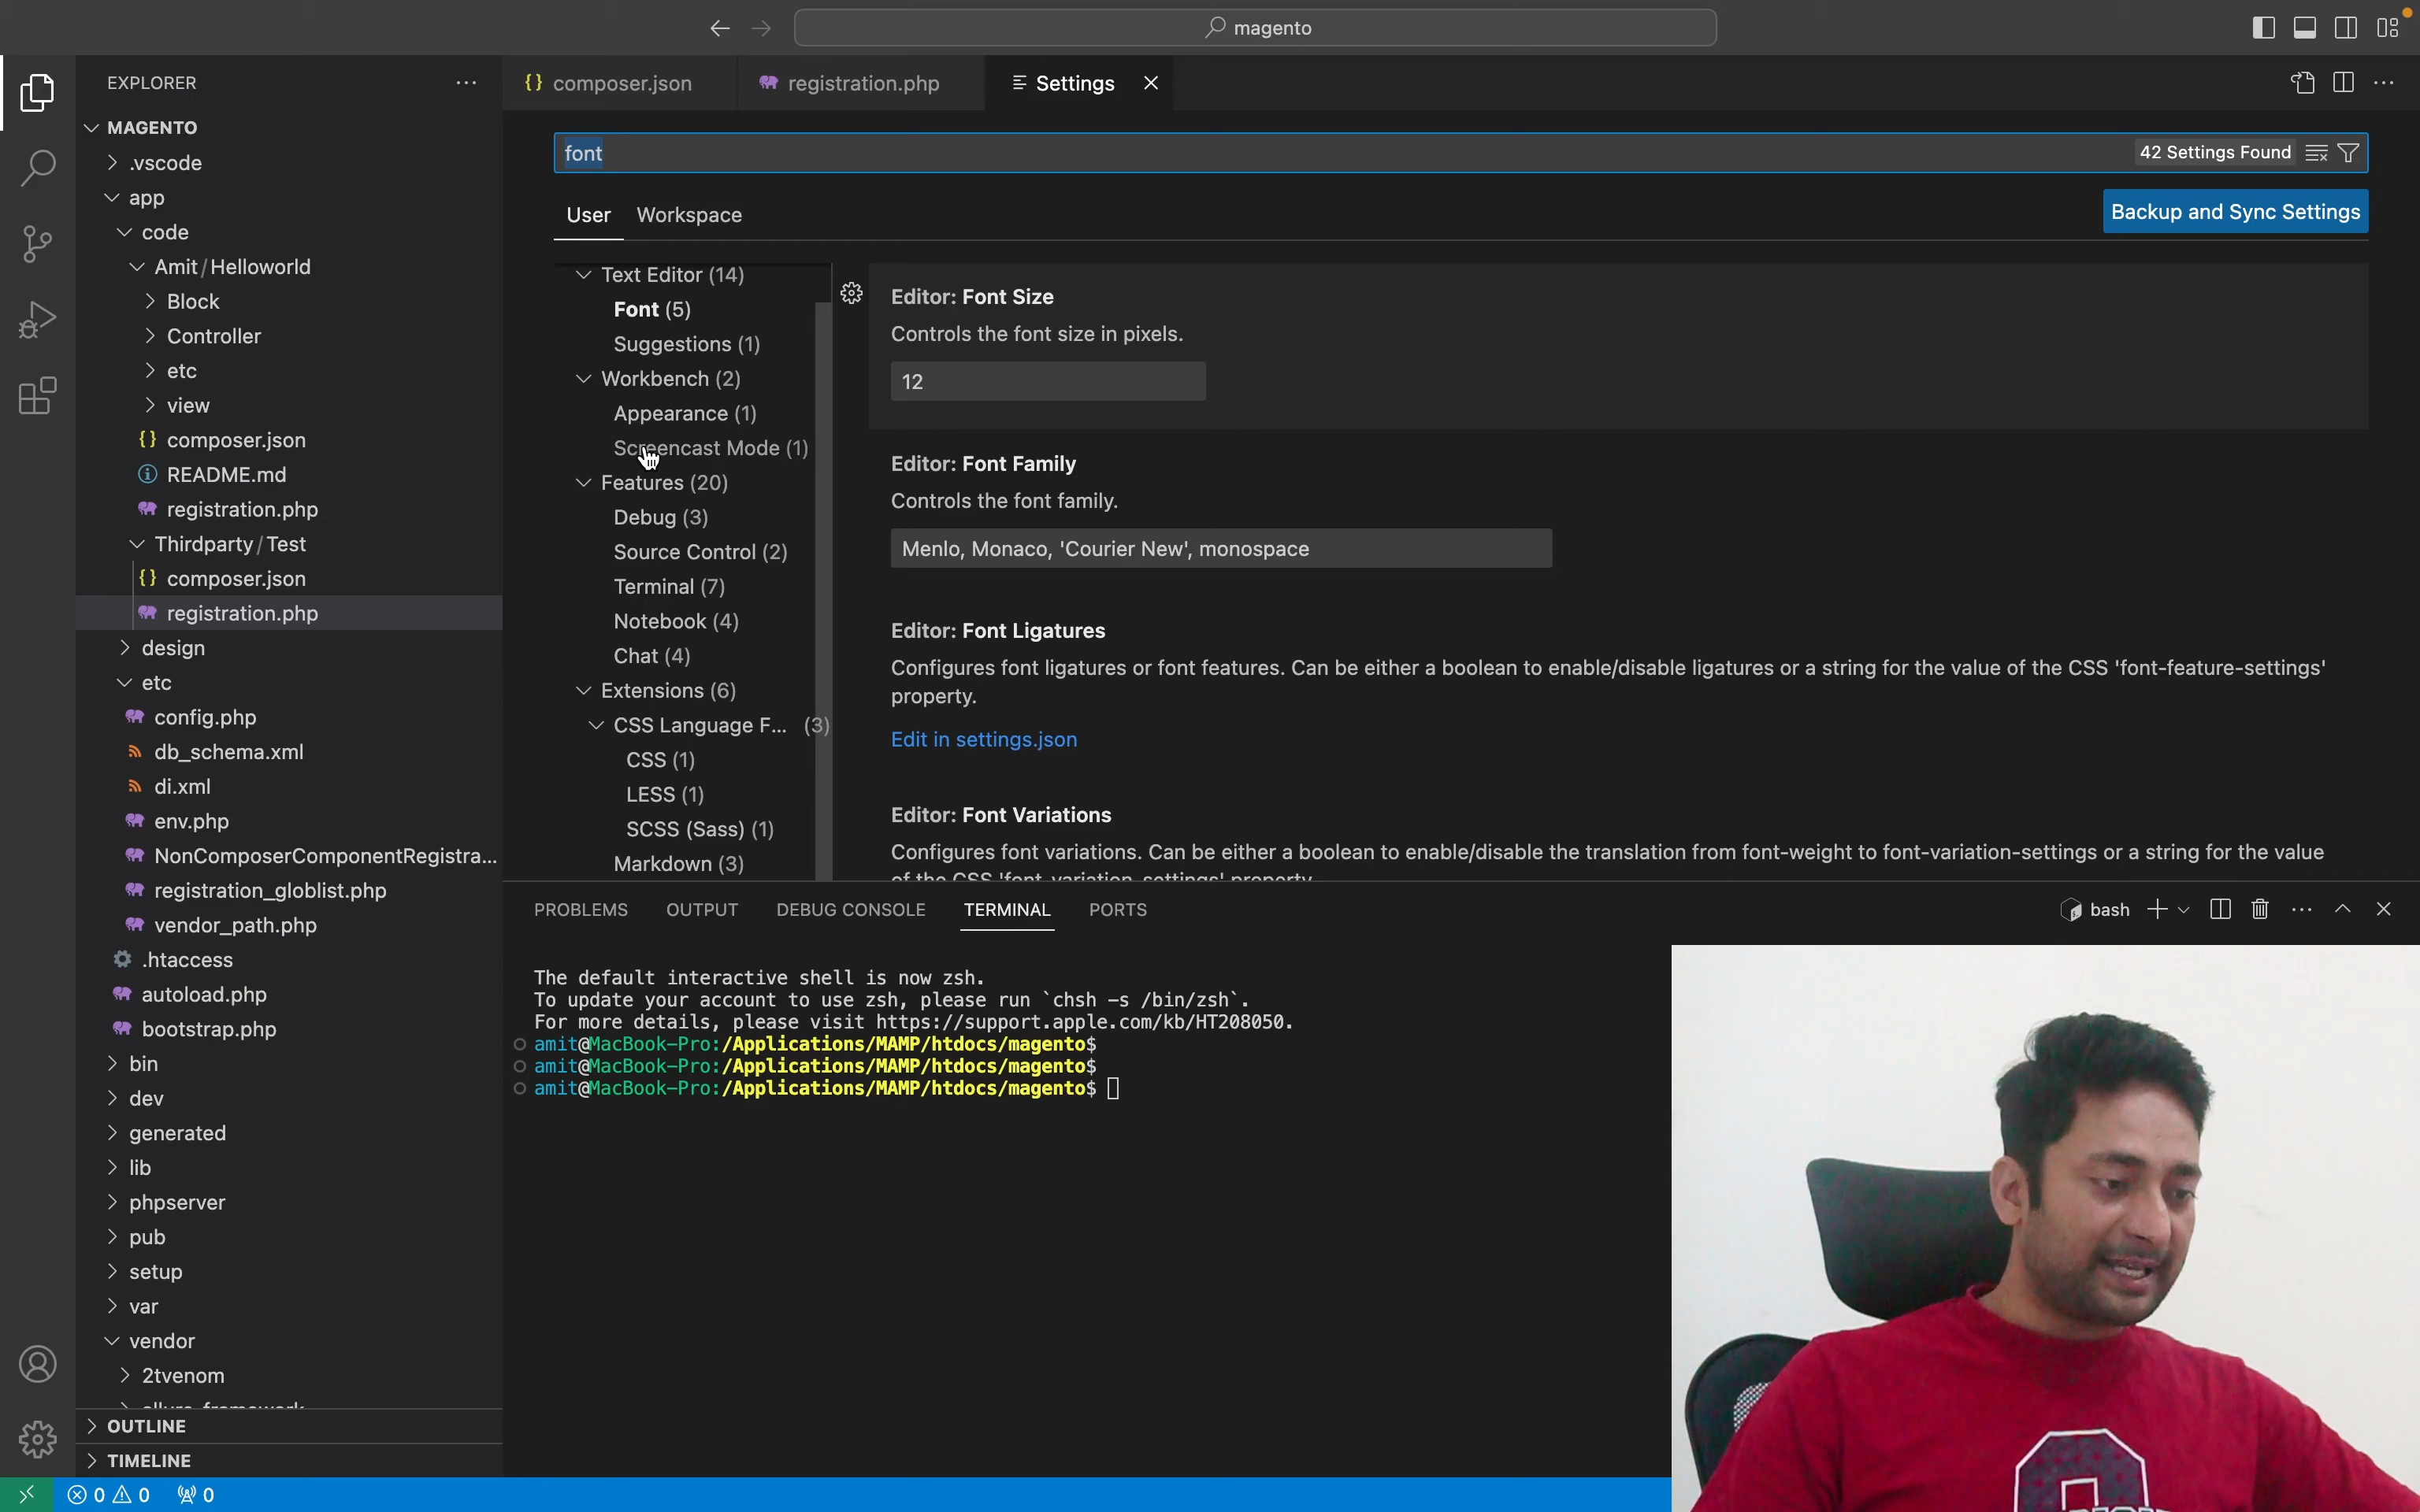 magento
EXPLORER
MAGENTO
.vscode
app
code
Amit / Helloworld
Block
Controller
etc
view
composer.json
README.md
registration.php
Thirdparty / Test
composer.json
registration.php
design
etc
config.php
db_schema.xml
di.xml
env.php
NonComposerComponentRegistra...
registration_globlist.php
vendor_path.php
.htaccess
autoload.php
bootstrap.php
bin
dev
generated
lib
phpserver
pub
setup
var
vendor
2tvenom
OUTLINE
TIMELINE
0 0 0
composer.json registration.php Settings
font 42 Settings Found
User Workspace Backup and Sync Settings
Text Editor (14)
Font (5)
Suggestions (1)
Workbench (2)
Appearance (1)
Screencast Mode (1)
Features (20)
Debug (3)
Source Control (2)
Terminal (7)
Notebook (4)
Chat (4)
Extensions (6)
CSS Language F... (3)
CSS (1)
LESS (1)
SCSS (Sass) (1)
Markdown (3)
Editor: Font Size
Controls the font size in pixels.
12
Editor: Font Family
Controls the font family.
Menlo, Monaco, 'Courier New', monospace
Editor: Font Ligatures
Configures font ligatures or font features. Can be either a boolean to enable/disable ligatures or a string for the value of the CSS 'font-feature-settings'
property.
Edit in settings.json
Editor: Font Variations
Configures font variations. Can be either a boolean to enable/disable the translation from font-weight to font-variation-settings or a string for the value
of the CSS 'font-variation-settings' property.
PROBLEMS OUTPUT DEBUG CONSOLE TERMINAL PORTS bash
The default interactive shell is now zsh.
To update your account to use zsh, please run `chsh -s /bin/zsh`.
For more details, please visit https://support.apple.com/kb/HT208050.
amit@MacBook-Pro:/Applications/MAMP/htdocs/magento$
amit@MacBook-Pro:/Applications/MAMP/htdocs/magento$
amit@MacBook-Pro:/Applications/MAMP/htdocs/magento$